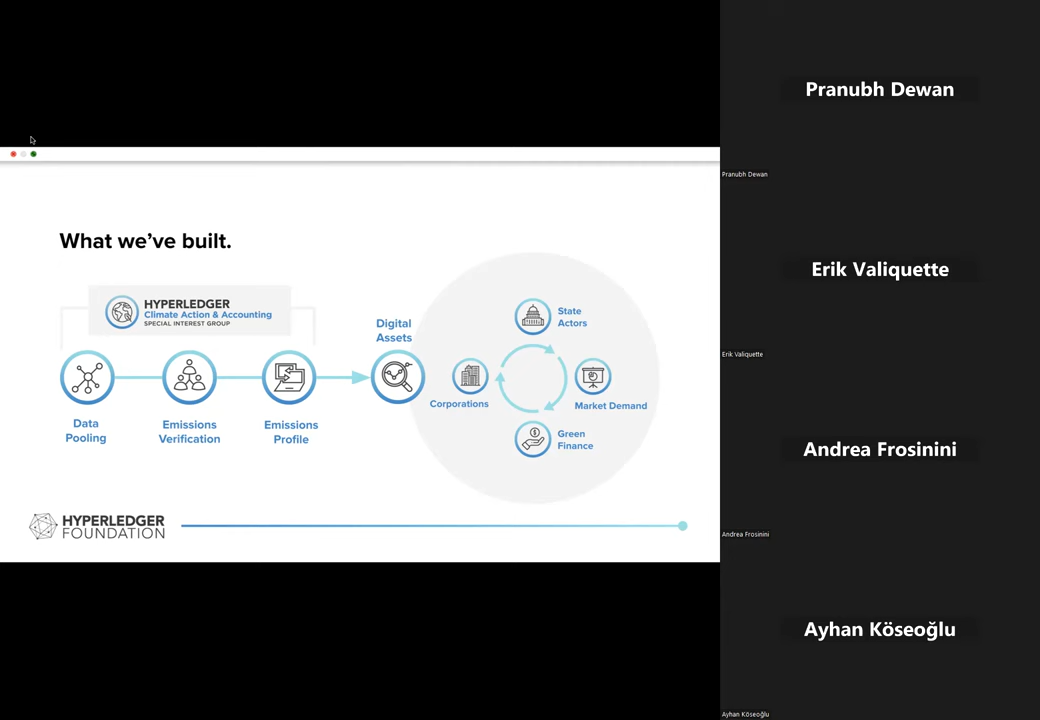 What we've built.
HYPERLEDGER
Climate Action & Accounting
SPECIAL INTEREST GROUP
Data
Pooling
Emissions
Verification
Emissions
Profile
Digital
Assets
State
Actors
Corporations
Market Demand
Green
Finance
HYPERLEDGER
FOUNDATION
Pranubh Dewan
Pranubh Dewan
Erik Valiquette
Erik Valiquette
Andrea Frosinini
Andrea Frosinini
Ayhan Köseoğlu
Ayhan Köseoğlu